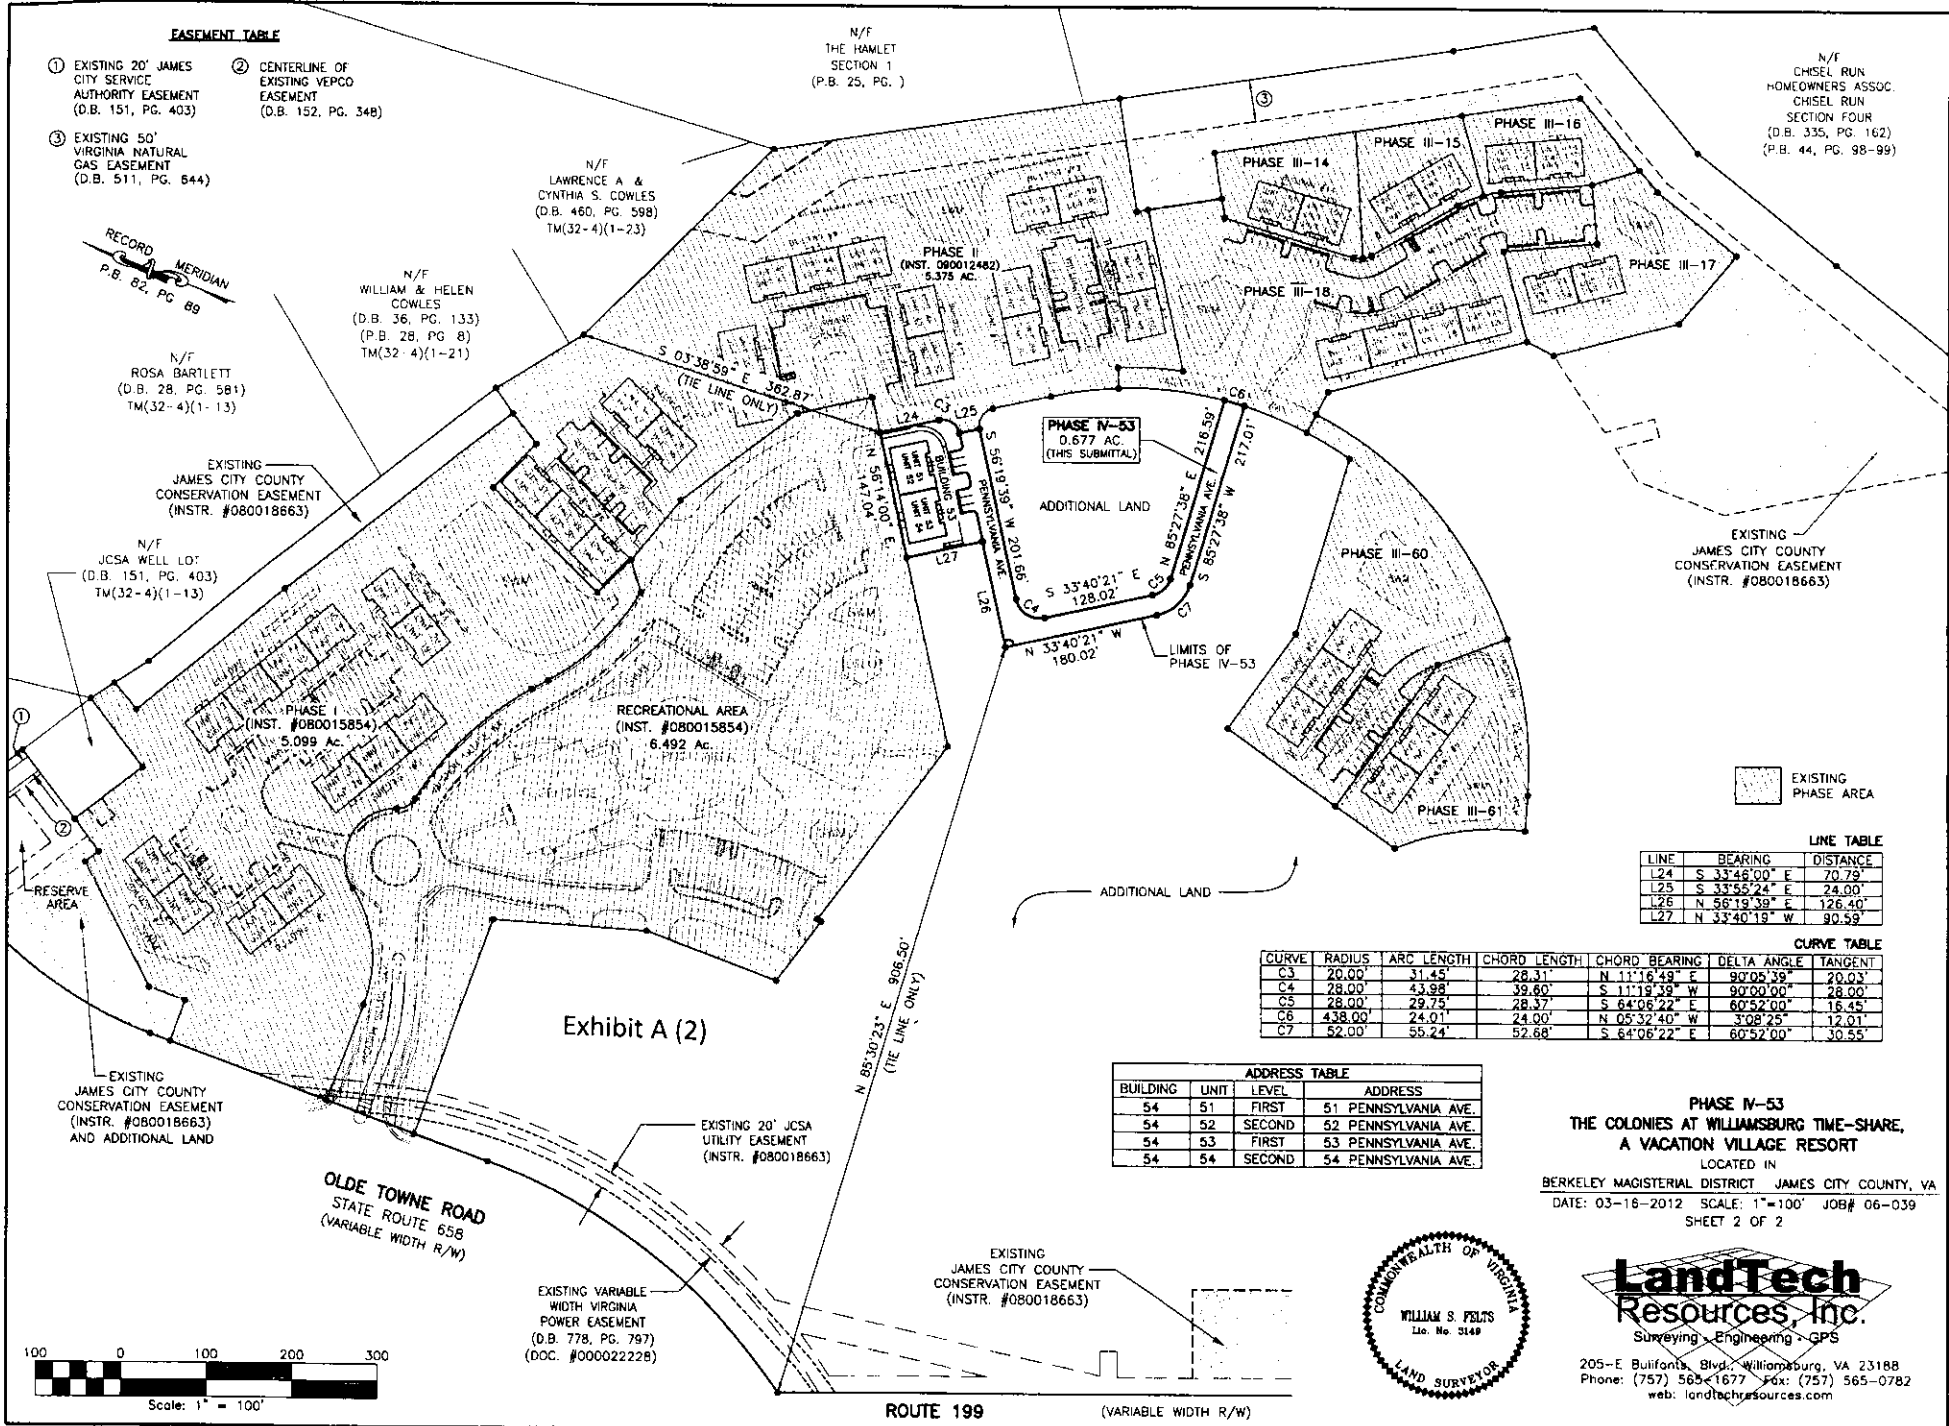 EASEMENT TABLE
① EXISTING 20' JAMES
CITY SERVICE
AUTHORITY EASEMENT
(D.B. 151, PG. 403)
② CENTERLINE OF
EXISTING VEPCO
EASEMENT
(D.B. 152, PG. 348)
③ EXISTING 50'
VIRGINIA NATURAL
GAS EASEMENT
(D.B. 511, PG. 644)
RECORD MERIDIAN
P.B. 82, PG 89
N/F
THE HAMLET
SECTION 1
(P.B. 25, PG. )
N/F
CHISEL RUN
HOMEOWNERS ASSOC.
CHISEL RUN
SECTION FOUR
(D.B. 335, PG. 162)
(P.B. 44, PG. 98-99)
N/F
LAWRENCE A &
CYNTHIA S. COWLES
(D.B. 460, PG. 598)
TM(32-4)(1-23)
N/F
WILLIAM & HELEN
COWLES
(D.B. 36, PG. 133)
(P.B. 28, PG 8)
TM(32-4)(1-21)
N/F
ROSA BARTLETT
(D.B. 28, PG. 581)
TM(32-4)(1-13)
③
PHASE III-14
PHASE III-15
PHASE III-16
PHASE III-17
PHASE III-18
PHASE II
(INST. 090012482)
5.375 AC.
S 03°38'59" E 362.87'
(TIE LINE ONLY)
L24
C3
L25
C6
PHASE IV-53
0.677 AC.
(THIS SUBMITTAL)
N 56°14'00" E
147.04'
BUILDING 53
UNIT 51
UNIT 52
UNIT 53
UNIT 54
S 56°19'39" W 201.66'
PENNSYLVANIA AVE.
N 85°27'38" E 216.59'
PENNSYLVANIA AVE.
S 85°27'38" W 217.01'
ADDITIONAL LAND
L27
L26
C4
S 33°40'21" E
128.02'
C5
C7
N 33°40'21" W
180.02'
LIMITS OF
PHASE IV-53
EXISTING
JAMES CITY COUNTY
CONSERVATION EASEMENT
(INSTR. #080018663)
N/F
JCSA WELL LOT
(D.B. 151, PG. 403)
TM(32-4)(1-13)
PHASE III-60
EXISTING
JAMES CITY COUNTY
CONSERVATION EASEMENT
(INSTR. #080018663)
①
PHASE I
(INST. #080015854)
5.099 Ac.
RECREATIONAL AREA
(INST. #080015854)
6.492 Ac.
②
RESERVE
AREA
PHASE III-61
EXISTING
PHASE AREA
ADDITIONAL LAND
LINE TABLE
LINE BEARING DISTANCE
L24 S 33°46'00" E 70.79'
L25 S 33°55'24" E 24.00'
L26 N 56°19'39" E 126.40'
L27 N 33°40'19" W 90.59'
CURVE TABLE
CURVE RADIUS ARC LENGTH CHORD LENGTH CHORD BEARING DELTA ANGLE TANGENT
C3 20.00' 31.45' 28.31' N 11°16'49" E 90°05'39" 20.03'
C4 28.00' 43.98' 39.60' S 11°19'39" W 90°00'00" 28.00'
C5 28.00' 29.75' 28.37' S 64°06'22" E 60°52'00" 16.45'
C6 438.00' 24.01' 24.00' N 05°32'40" W 3°08'25" 12.01'
C7 52.00' 55.24' 52.68' S 64°06'22" E 60°52'00" 30.55'
Exhibit A (2)
N 85°30'23" E 906.50'
(TIE LINE ONLY)
ADDRESS TABLE
BUILDING UNIT LEVEL ADDRESS
54 51 FIRST 51 PENNSYLVANIA AVE.
54 52 SECOND 52 PENNSYLVANIA AVE.
54 53 FIRST 53 PENNSYLVANIA AVE.
54 54 SECOND 54 PENNSYLVANIA AVE.
EXISTING
JAMES CITY COUNTY
CONSERVATION EASEMENT
(INSTR. #080018663)
AND ADDITIONAL LAND
EXISTING 20' JCSA
UTILITY EASEMENT
(INSTR. #080018663)
OLDE TOWNE ROAD
STATE ROUTE 658
(VARIABLE WIDTH R/W)
EXISTING VARIABLE
WIDTH VIRGINIA
POWER EASEMENT
(D.B. 778, PG. 797)
(DOC. #000022228)
EXISTING
JAMES CITY COUNTY
CONSERVATION EASEMENT
(INSTR. #080018663)
PHASE IV-53
THE COLONIES AT WILLIAMSBURG TIME-SHARE,
A VACATION VILLAGE RESORT
LOCATED IN
BERKELEY MAGISTERIAL DISTRICT JAMES CITY COUNTY, VA
DATE: 03-16-2012 SCALE: 1"=100' JOB# 06-039
SHEET 2 OF 2
COMMONWEALTH OF VIRGINIA
WILLIAM S. FELTS
Lic. No. 3149
LAND SURVEYOR
LandTech
Resources, Inc.
Surveying • Engineering • GPS
205-E Bulifants, Blvd., Williamsburg, VA 23188
Phone: (757) 565-1677 Fax: (757) 565-0782
web: landtechresources.com
100 0 100 200 300
Scale: 1" = 100'
ROUTE 199
(VARIABLE WIDTH R/W)